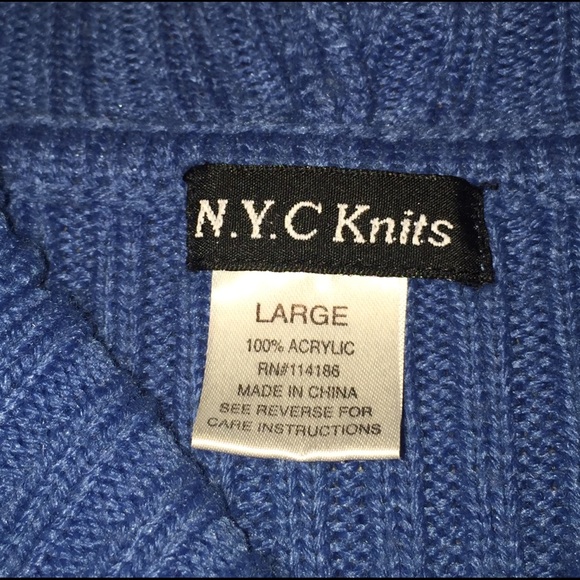 N.Y.C Knits
LARGE
100% ACRYLIC
RN#114186
MADE IN CHINA
SEE REVERSE FOR
CARE INSTRUCTIONS